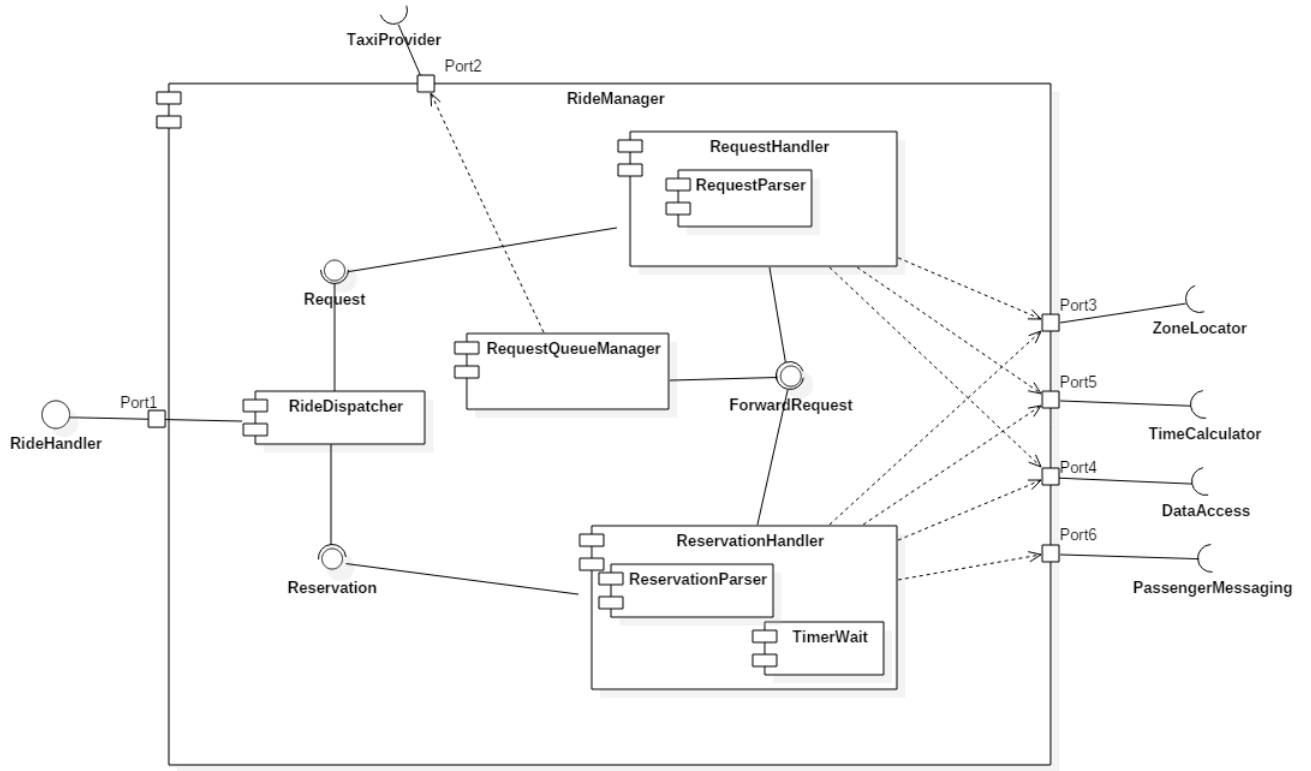 TaxiProvider
Port2
RideManager
RequestHandler
RequestParser
Request
Port3
ZoneLocator
RequestQueueManager
Port5
Port1
RideDispatcher
ForwardRequest
RideHandler
TimeCalculator
Port4
DataAccess
Port6
ReservationHandler
Reservation
ReservationParser
PassengerMessaging
TimerWait